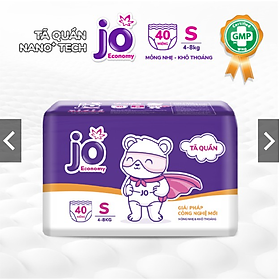 TÃ QUẦN
NANO+ TECH
jo
Economy
40
MIẾNG
S
4-8kg
MỎNG NHẸ - KHÔ THOÁNG
GMP
jo
Economy
TÃ QUẦN
JO
40
MIẾNG
S
4-8KG
GIẢI PHÁP
CÔNG NGHỆ MỚI
MỎNG NHẸ & KHÔ THOÁNG